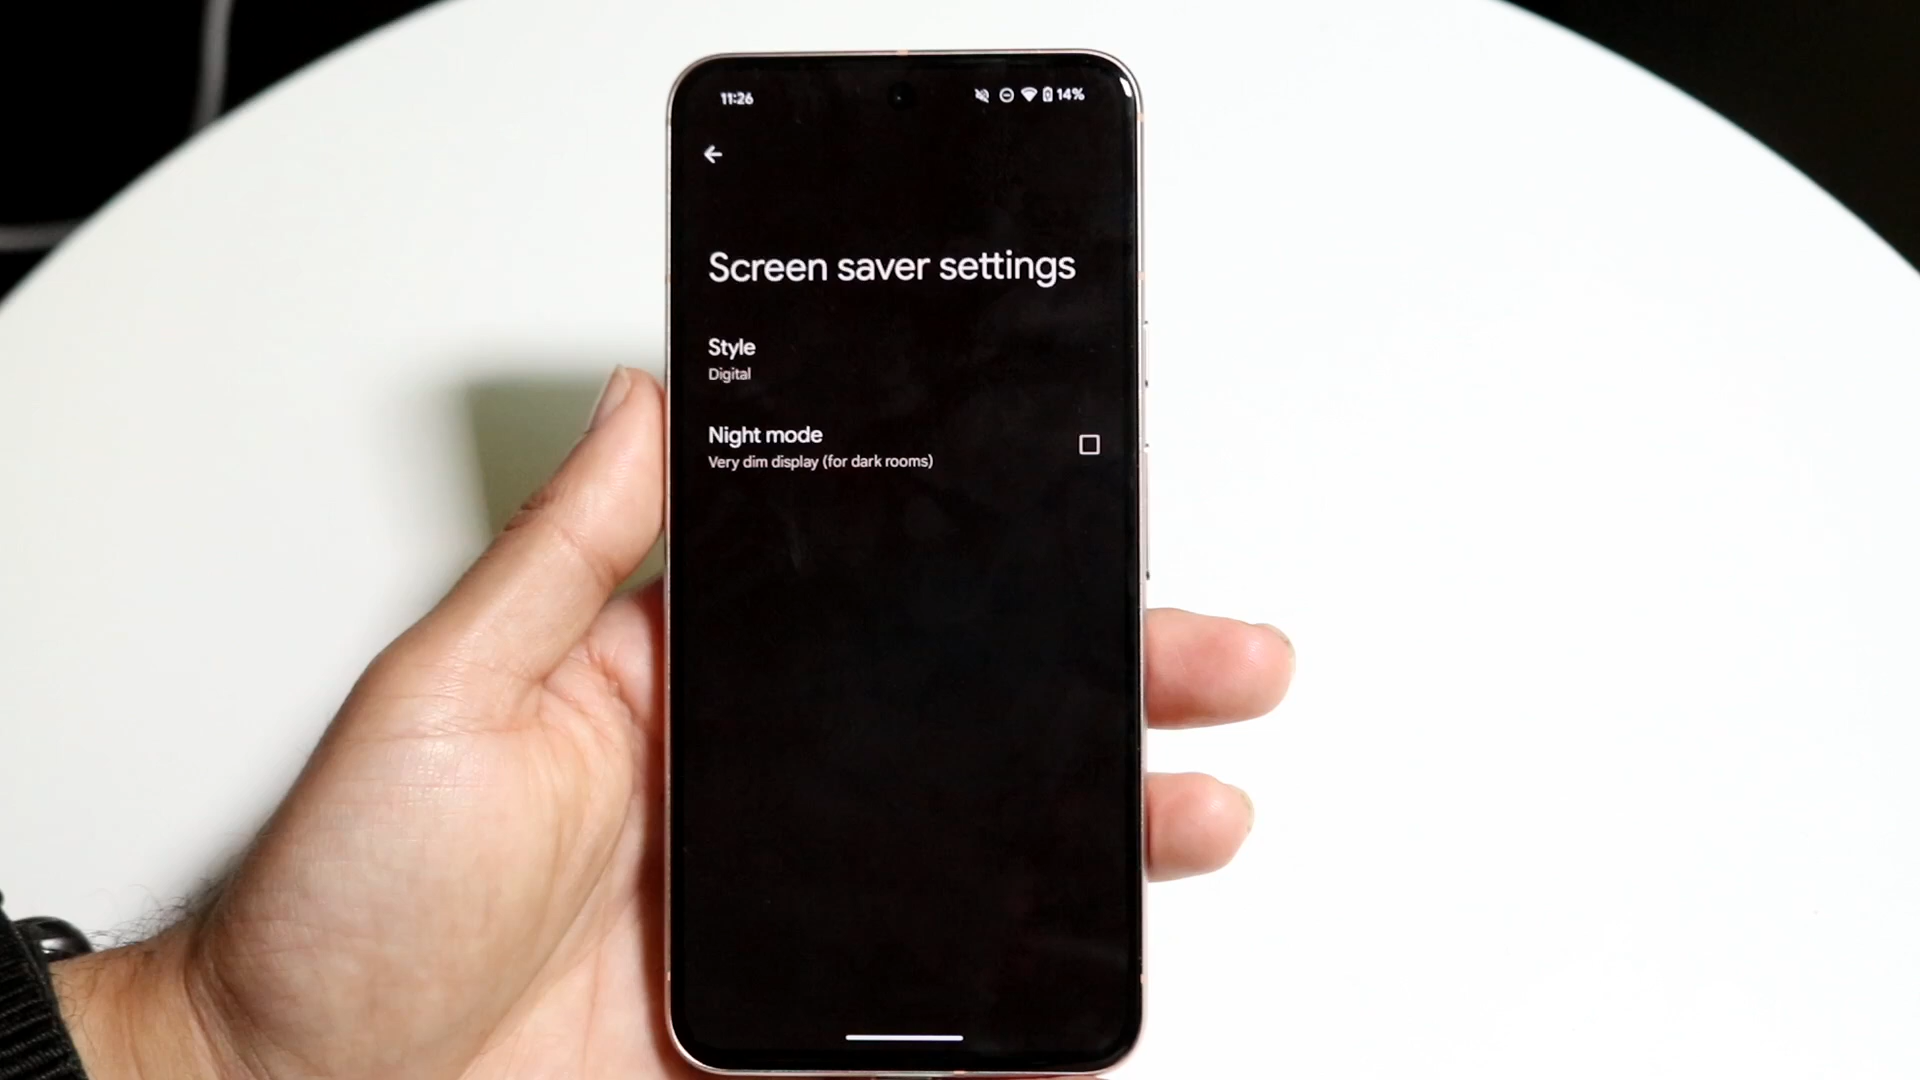 11:26
14%
Screen saver settings
Style
Digital
Night mode
Very dim display (for dark rooms)